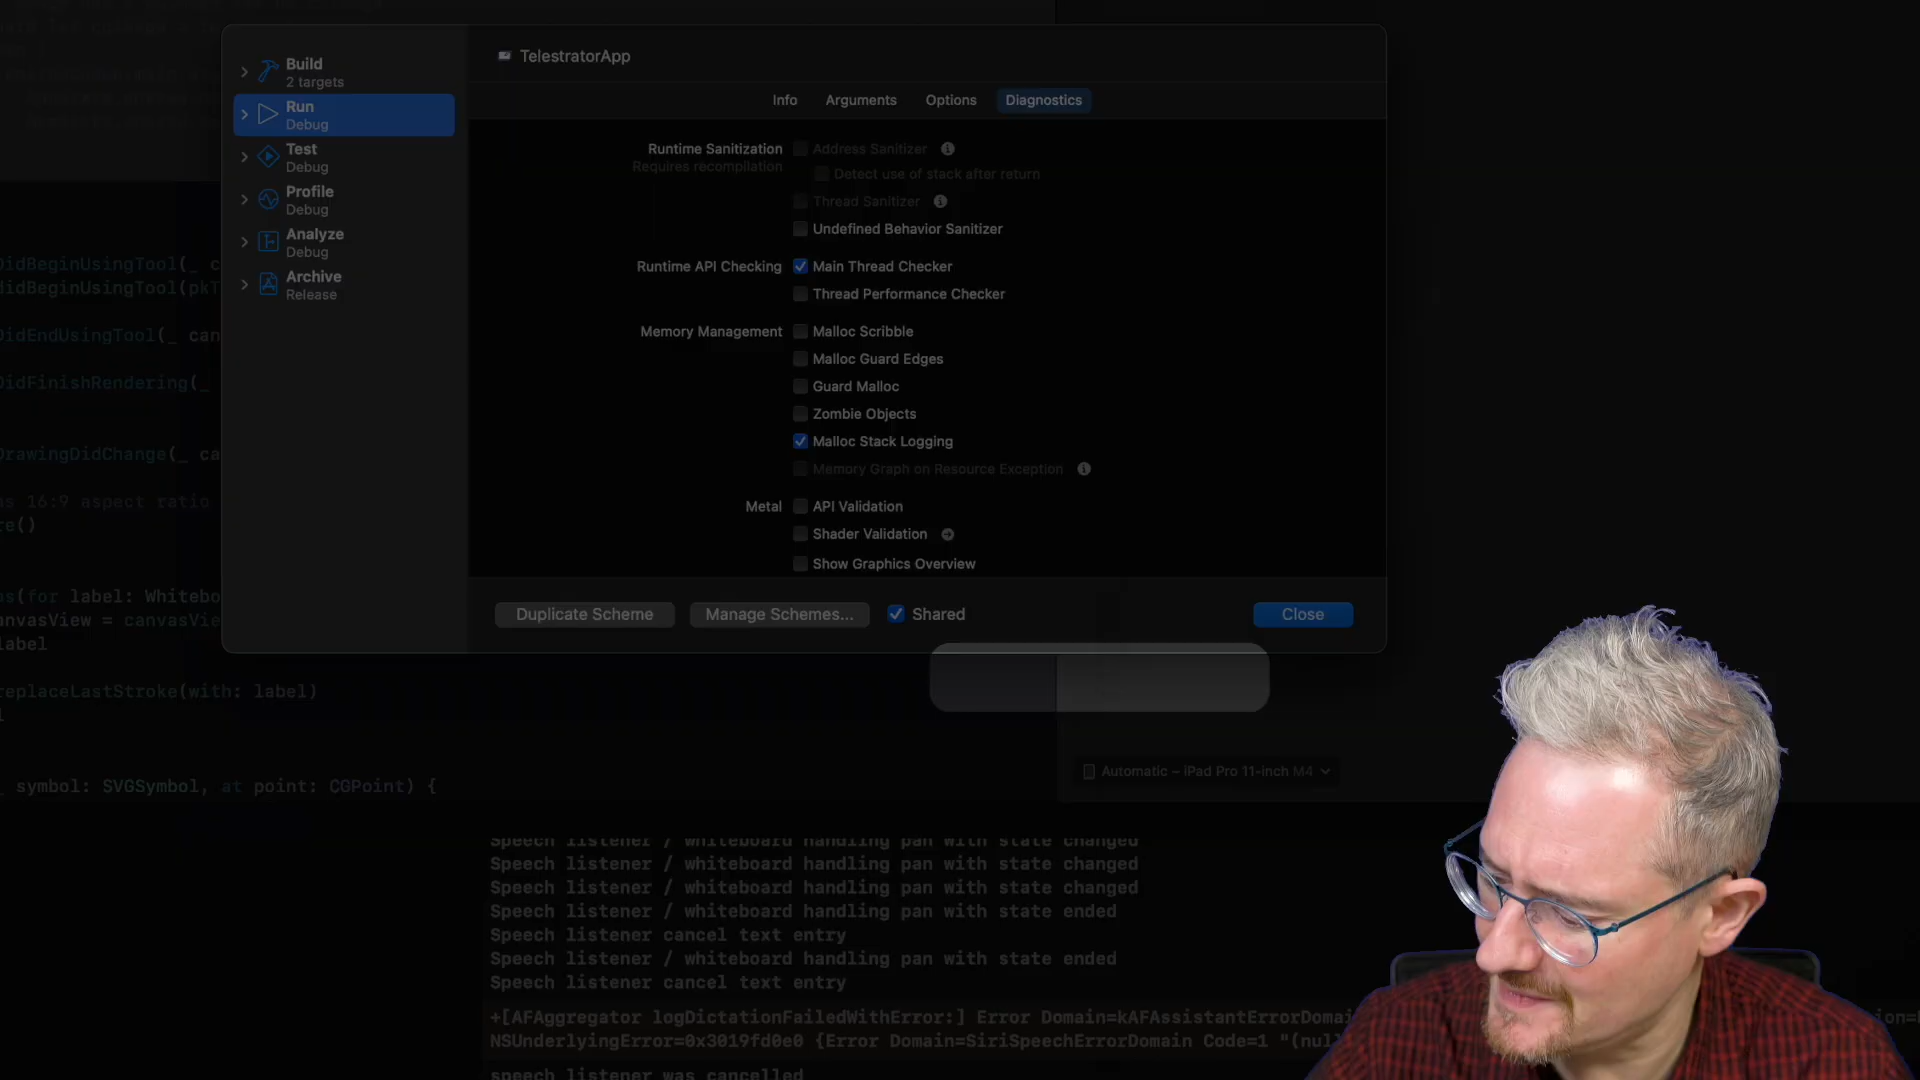 TelestratorApp
Build
2 targets
Run
Debug
Test
Debug
Profile
Debug
Analyze
Debug
Archive
Release
Info Arguments Options Diagnostics
Runtime Sanitization Address Sanitizer
Requires recompilation
Detect use of stack after return
Thread Sanitizer
Undefined Behavior Sanitizer
Runtime API Checking Main Thread Checker
Thread Performance Checker
Memory Management Malloc Scribble
Malloc Guard Edges
Guard Malloc
Zombie Objects
Malloc Stack Logging
Memory Graph on Resource Exception
Metal API Validation
Shader Validation
Show Graphics Overview
Duplicate Scheme Manage Schemes... Shared Close
DidBeginUsingTool(_ c
didBeginUsingTool(pkT
DidEndUsingTool(_ can
DidFinishRendering(_
DrawingDidChange(_ ca
ns 16:9 aspect ratio
re()
as(for label: Whitebo
anvasView = canvasVie
label
replaceLastStroke(with: label)
_ symbol: SVGSymbol, at point: CGPoint) {
Automatic – iPad Pro 11-inch M4
Speech listener / whiteboard handling pan with state changed
Speech listener / whiteboard handling pan with state changed
Speech listener / whiteboard handling pan with state changed
Speech listener / whiteboard handling pan with state ended
Speech listener cancel text entry
Speech listener / whiteboard handling pan with state ended
Speech listener cancel text entry
+[AFAggregator logDictationFailedWithError:] Error Domain=kAFAssistantErrorDomai
NSUnderlyingError=0x3019fd0e0 {Error Domain=SiriSpeechErrorDomain Code=1 "(nul
speech listener was cancelled